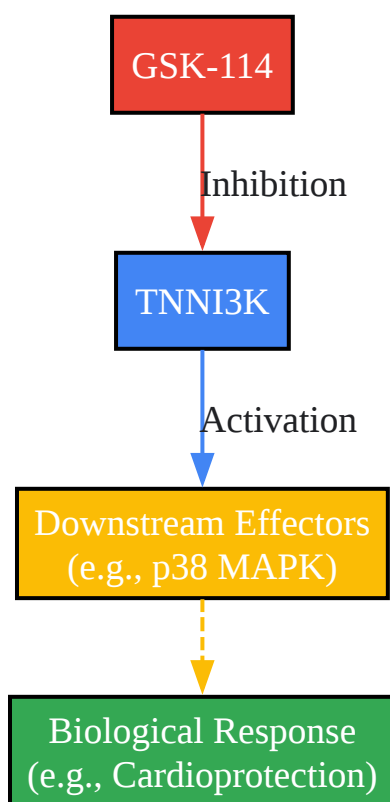 GSK-114
Inhibition
TNNI3K
Activation
Downstream Effectors
(e.g., p38 MAPK)
Biological Response
(e.g., Cardioprotection)